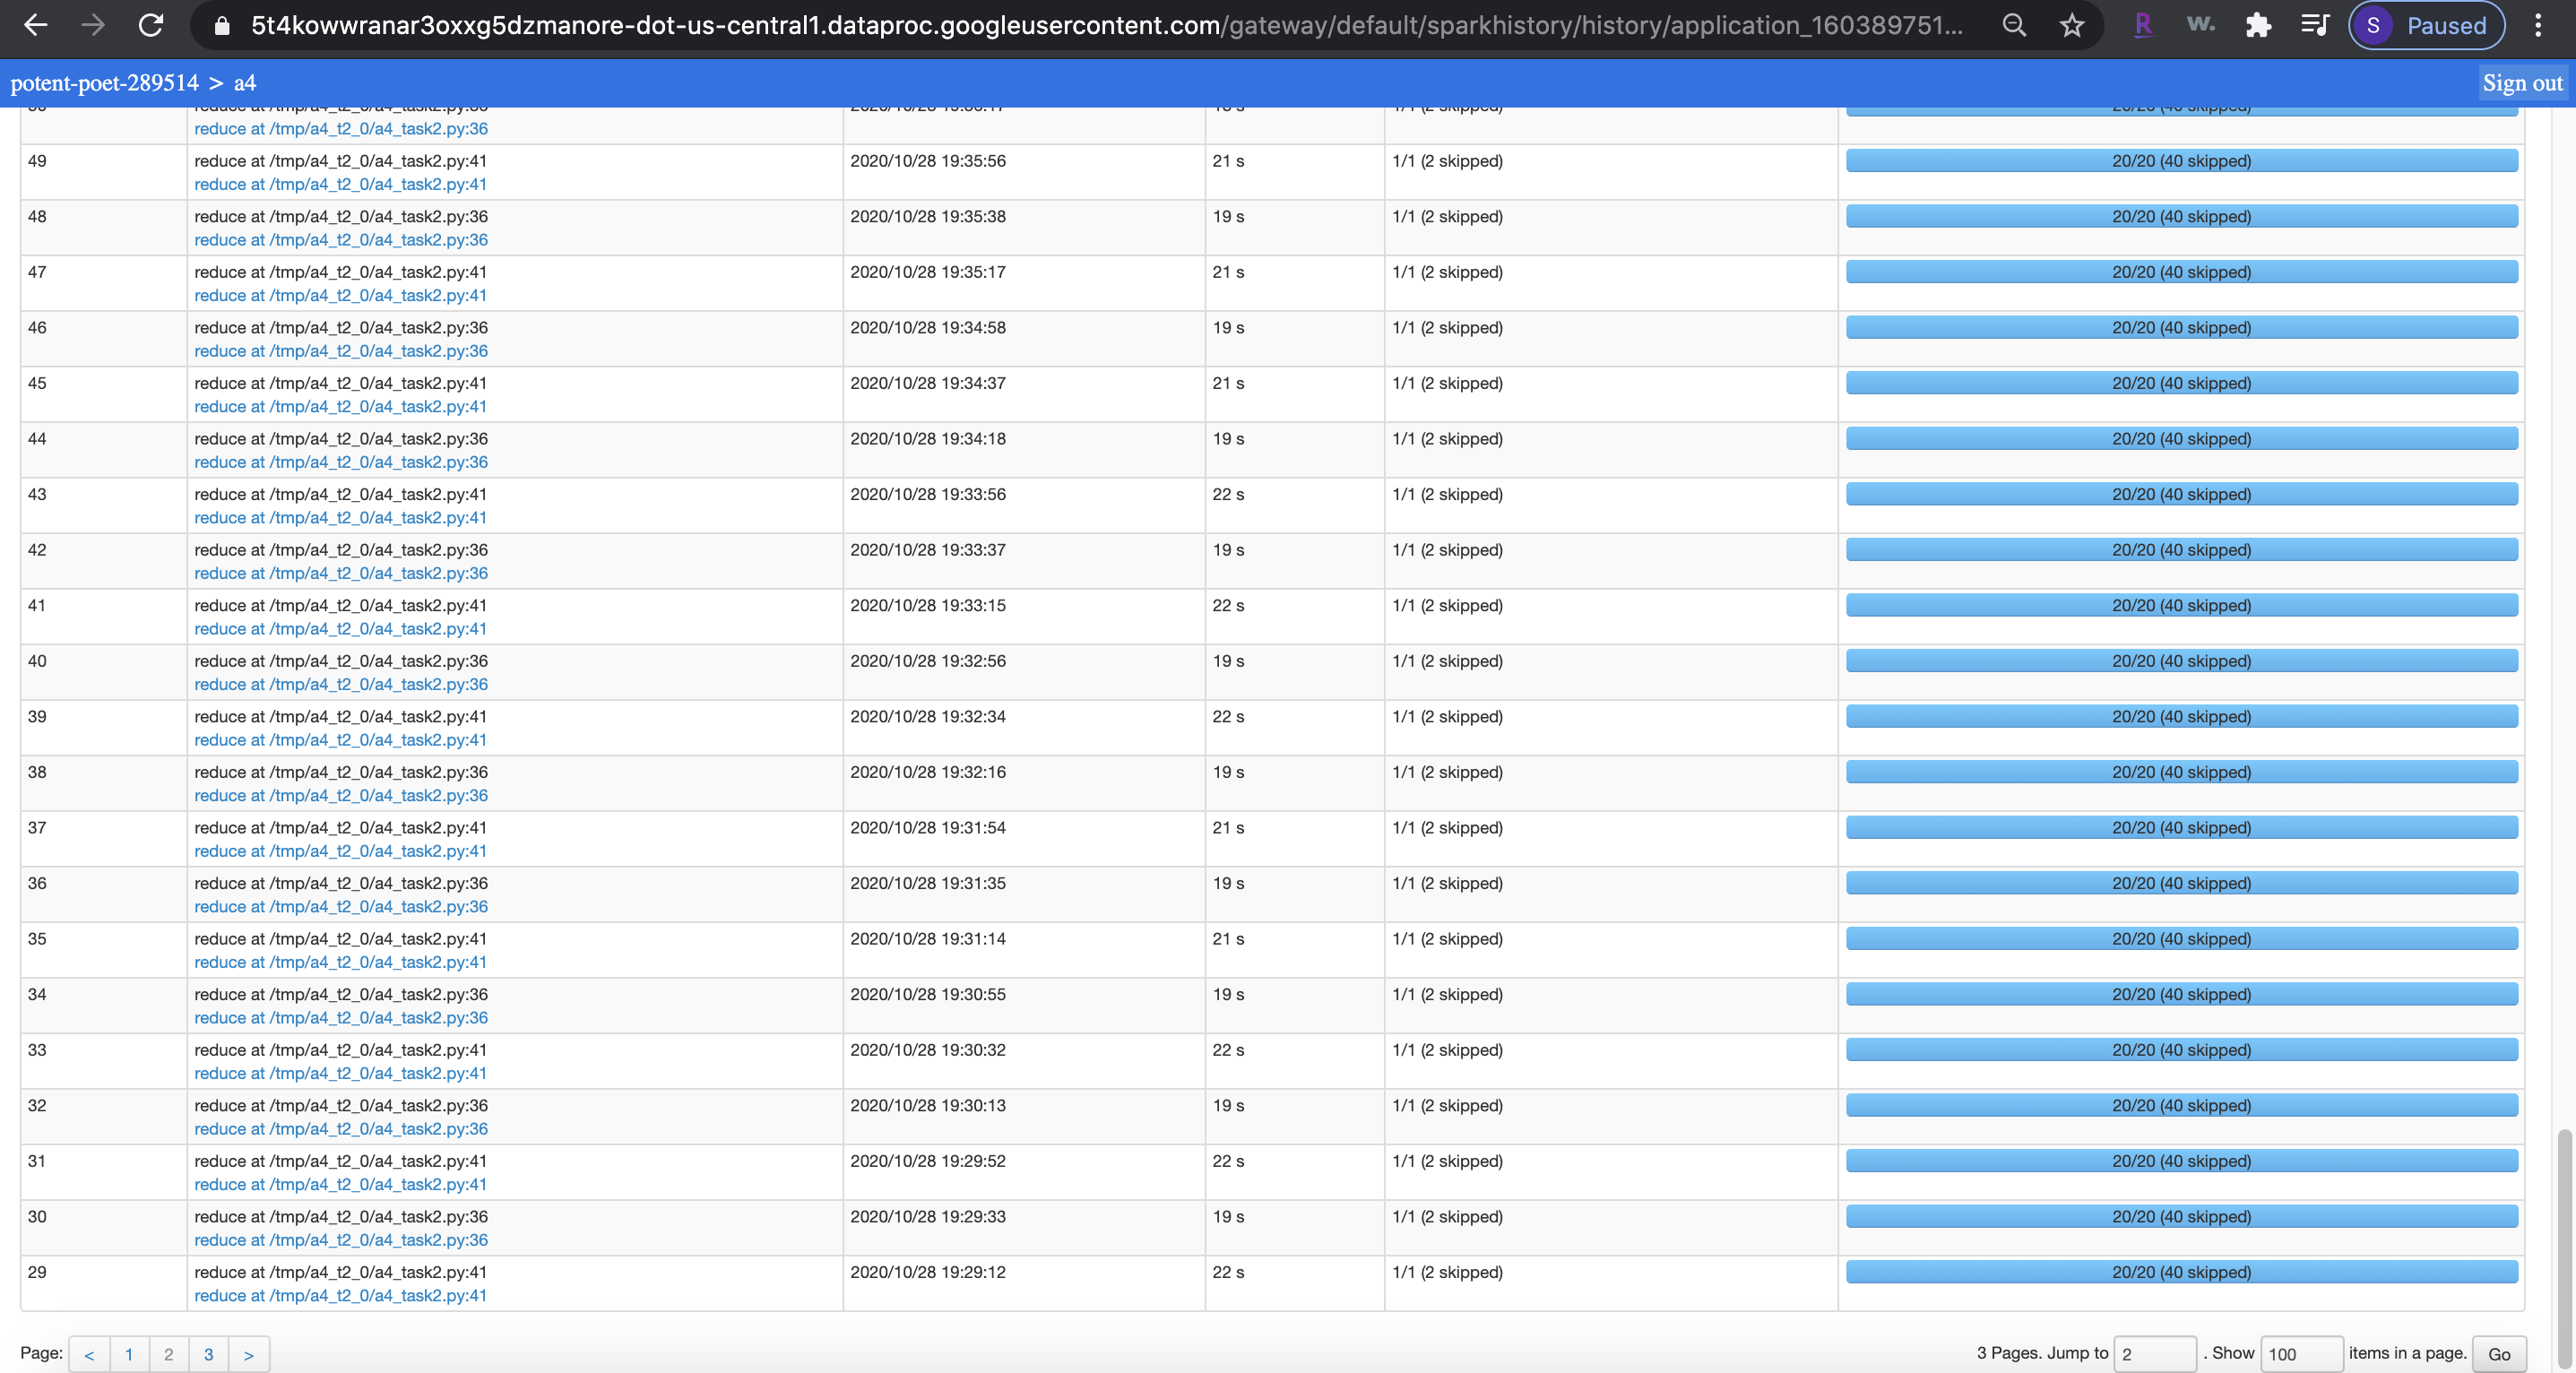 5t4kowwranar3oxxg5dzmanore-dot-us-central1.dataproc.googleusercontent.com/gateway/default/sparkhistory/history/application_160389751... R w. S Paused
potent-poet-289514 > a4 Sign out
reduce at /tmp/a4_t2_0/a4_task2.py:36
49 reduce at /tmp/a4_t2_0/a4_task2.py:41 2020/10/28 19:35:56 21 s 1/1 (2 skipped) 20/20 (40 skipped)
reduce at /tmp/a4_t2_0/a4_task2.py:41
48 reduce at /tmp/a4_t2_0/a4_task2.py:36 2020/10/28 19:35:38 19 s 1/1 (2 skipped) 20/20 (40 skipped)
reduce at /tmp/a4_t2_0/a4_task2.py:36
47 reduce at /tmp/a4_t2_0/a4_task2.py:41 2020/10/28 19:35:17 21 s 1/1 (2 skipped) 20/20 (40 skipped)
reduce at /tmp/a4_t2_0/a4_task2.py:41
46 reduce at /tmp/a4_t2_0/a4_task2.py:36 2020/10/28 19:34:58 19 s 1/1 (2 skipped) 20/20 (40 skipped)
reduce at /tmp/a4_t2_0/a4_task2.py:36
45 reduce at /tmp/a4_t2_0/a4_task2.py:41 2020/10/28 19:34:37 21 s 1/1 (2 skipped) 20/20 (40 skipped)
reduce at /tmp/a4_t2_0/a4_task2.py:41
44 reduce at /tmp/a4_t2_0/a4_task2.py:36 2020/10/28 19:34:18 19 s 1/1 (2 skipped) 20/20 (40 skipped)
reduce at /tmp/a4_t2_0/a4_task2.py:36
43 reduce at /tmp/a4_t2_0/a4_task2.py:41 2020/10/28 19:33:56 22 s 1/1 (2 skipped) 20/20 (40 skipped)
reduce at /tmp/a4_t2_0/a4_task2.py:41
42 reduce at /tmp/a4_t2_0/a4_task2.py:36 2020/10/28 19:33:37 19 s 1/1 (2 skipped) 20/20 (40 skipped)
reduce at /tmp/a4_t2_0/a4_task2.py:36
41 reduce at /tmp/a4_t2_0/a4_task2.py:41 2020/10/28 19:33:15 22 s 1/1 (2 skipped) 20/20 (40 skipped)
reduce at /tmp/a4_t2_0/a4_task2.py:41
40 reduce at /tmp/a4_t2_0/a4_task2.py:36 2020/10/28 19:32:56 19 s 1/1 (2 skipped) 20/20 (40 skipped)
reduce at /tmp/a4_t2_0/a4_task2.py:36
39 reduce at /tmp/a4_t2_0/a4_task2.py:41 2020/10/28 19:32:34 22 s 1/1 (2 skipped) 20/20 (40 skipped)
reduce at /tmp/a4_t2_0/a4_task2.py:41
38 reduce at /tmp/a4_t2_0/a4_task2.py:36 2020/10/28 19:32:16 19 s 1/1 (2 skipped) 20/20 (40 skipped)
reduce at /tmp/a4_t2_0/a4_task2.py:36
37 reduce at /tmp/a4_t2_0/a4_task2.py:41 2020/10/28 19:31:54 21 s 1/1 (2 skipped) 20/20 (40 skipped)
reduce at /tmp/a4_t2_0/a4_task2.py:41
36 reduce at /tmp/a4_t2_0/a4_task2.py:36 2020/10/28 19:31:35 19 s 1/1 (2 skipped) 20/20 (40 skipped)
reduce at /tmp/a4_t2_0/a4_task2.py:36
35 reduce at /tmp/a4_t2_0/a4_task2.py:41 2020/10/28 19:31:14 21 s 1/1 (2 skipped) 20/20 (40 skipped)
reduce at /tmp/a4_t2_0/a4_task2.py:41
34 reduce at /tmp/a4_t2_0/a4_task2.py:36 2020/10/28 19:30:55 19 s 1/1 (2 skipped) 20/20 (40 skipped)
reduce at /tmp/a4_t2_0/a4_task2.py:36
33 reduce at /tmp/a4_t2_0/a4_task2.py:41 2020/10/28 19:30:32 22 s 1/1 (2 skipped) 20/20 (40 skipped)
reduce at /tmp/a4_t2_0/a4_task2.py:41
32 reduce at /tmp/a4_t2_0/a4_task2.py:36 2020/10/28 19:30:13 19 s 1/1 (2 skipped) 20/20 (40 skipped)
reduce at /tmp/a4_t2_0/a4_task2.py:36
31 reduce at /tmp/a4_t2_0/a4_task2.py:41 2020/10/28 19:29:52 22 s 1/1 (2 skipped) 20/20 (40 skipped)
reduce at /tmp/a4_t2_0/a4_task2.py:41
30 reduce at /tmp/a4_t2_0/a4_task2.py:36 2020/10/28 19:29:33 19 s 1/1 (2 skipped) 20/20 (40 skipped)
reduce at /tmp/a4_t2_0/a4_task2.py:36
29 reduce at /tmp/a4_t2_0/a4_task2.py:41 2020/10/28 19:29:12 22 s 1/1 (2 skipped) 20/20 (40 skipped)
reduce at /tmp/a4_t2_0/a4_task2.py:41
Page: < 1 2 3 > 3 Pages. Jump to 2 . Show 100 items in a page. Go